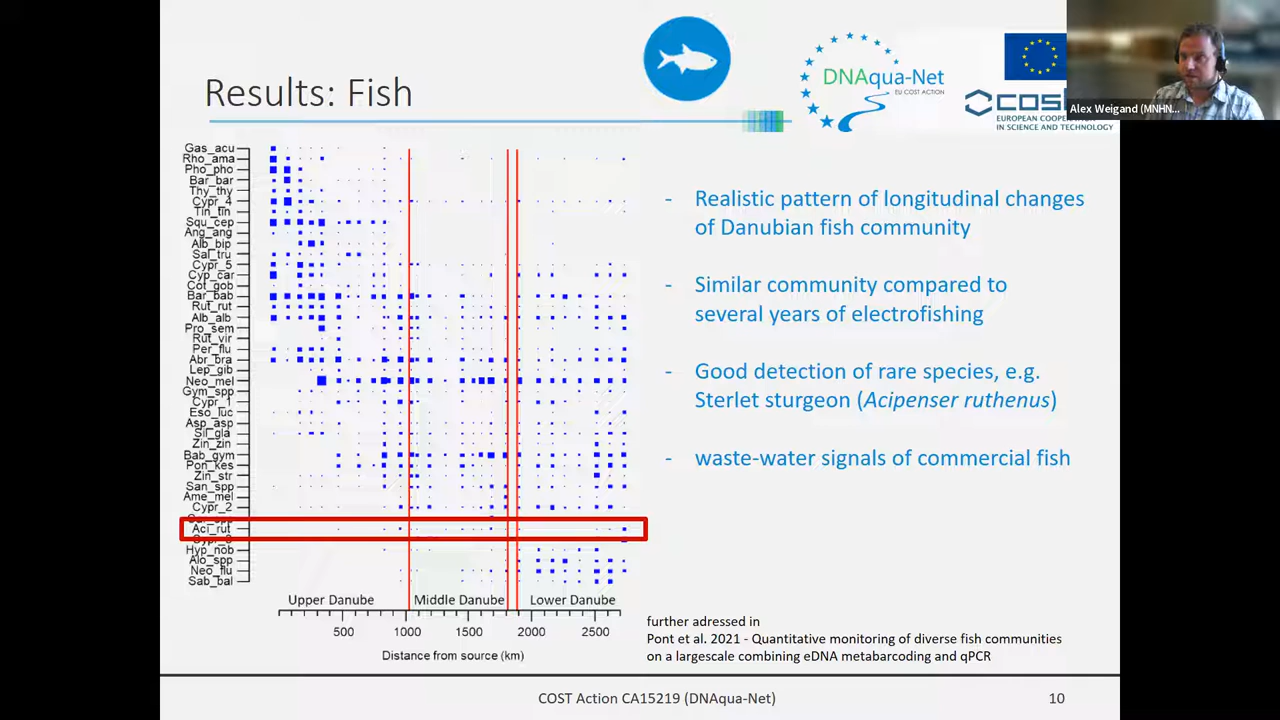 Results: Fish
DNAqua-Net
EU COST ACTION
EUROPEAN COOPERATION
IN SCIENCE AND TECHNOLOGY
Alex Weigand (MNHN...
Gas_acu
Rho_ama
Pho_pho
Bar_bar
Thy_thy
Cypr_4
Tin_tin
Squ_cep
Ang_ang
Alb_bip
Sal_tru
Cypr_5
Cyp_car
Cot_gob
Bar_bab
Rut_rut
Alb_alb
Pro_sem
Rut_vir
Per_flu
Abr_bra
Lep_gib
Neo_mel
Gym_spp
Cypr_1
Eso_luc
Asp_asp
Sil_gla
Zin_zin
Bab_gym
Pon_kes
Zin_str
San_spp
Ame_mel
Cypr_2
Aci_rut
Hyp_nob
Alo_spp
Neo_flu
Sab_bal
Upper Danube
Middle Danube
Lower Danube
500
1000
1500
2000
2500
Distance from source (km)
- Realistic pattern of longitudinal changes
of Danubian fish community
- Similar community compared to
several years of electrofishing
- Good detection of rare species, e.g.
Sterlet sturgeon (Acipenser ruthenus)
- waste-water signals of commercial fish
further adressed in
Pont et al. 2021 - Quantitative monitoring of diverse fish communities
on a largescale combining eDNA metabarcoding and qPCR
COST Action CA15219 (DNAqua-Net)
10